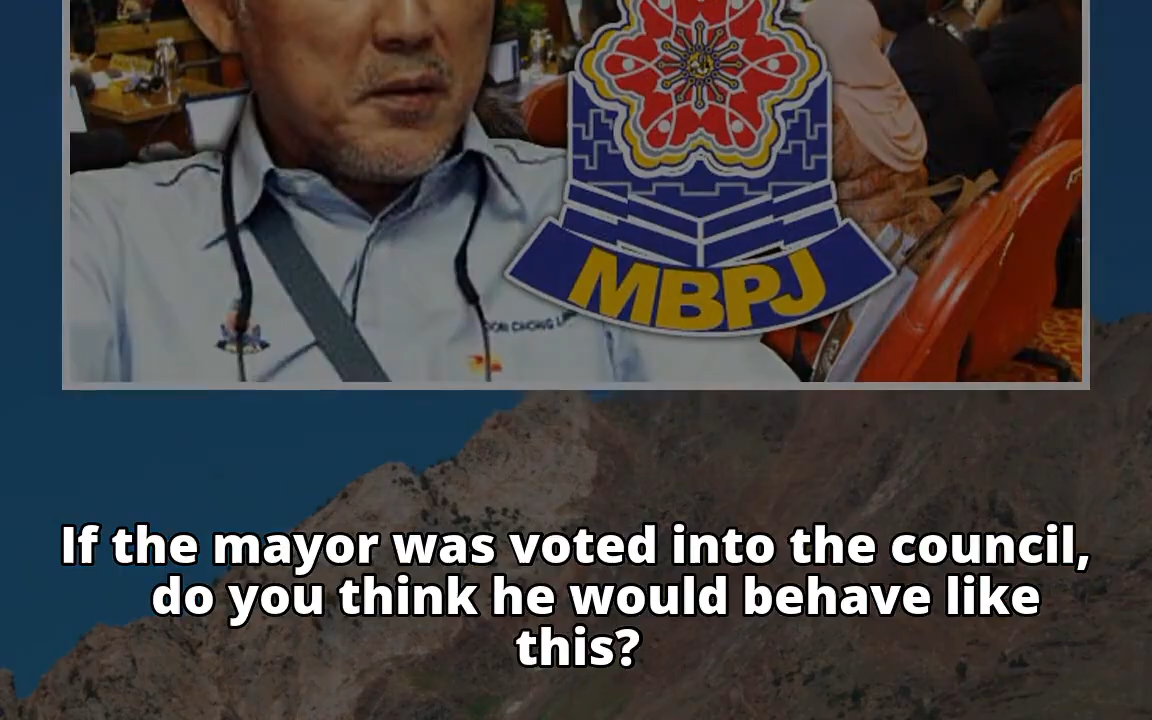 MBPJ
If the mayor was voted into the council,
do you think he would behave like
this?